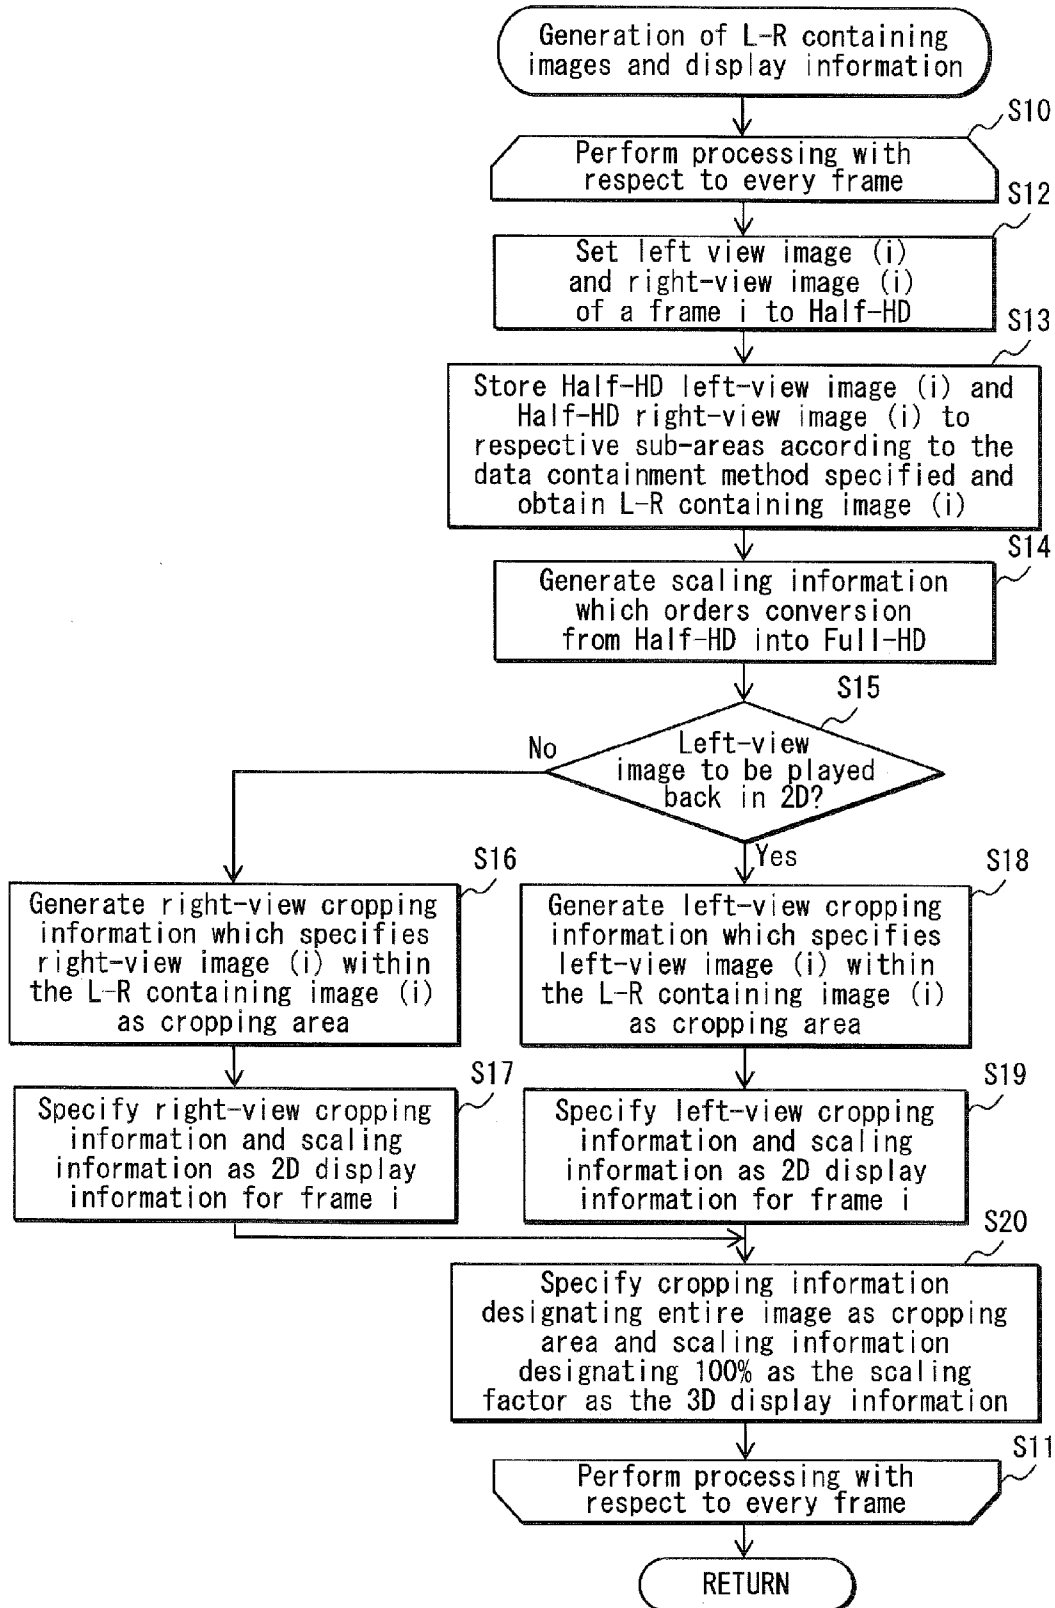 Generation of L-R containing
images and display information
S10
Perform processing with
respect to every frame
S12
Set left view image (i)
and right-view image (i)
of a frame i to Half-HD
S13
Store Half-HD left-view image (i) and
Half-HD right-view image (i) to
respective sub-areas according to the
data containment method specified and
obtain L-R containing image (i)
S14
Generate scaling information
which orders conversion
from Half-HD into Full-HD
S15
Left-view
image to be played
back in 2D?
No
Yes
S16
Generate right-view cropping
information which specifies
right-view image (i) within
the L-R containing image (i)
as cropping area
S18
Generate left-view cropping
information which specifies
left-view image (i) within
the L-R containing image (i)
as cropping area
S17
Specify right-view cropping
information and scaling
information as 2D display
information for frame i
S19
Specify left-view cropping
information and scaling
information as 2D display
information for frame i
S20
Specify cropping information
designating entire image as cropping
area and scaling information
designating 100% as the scaling
factor as the 3D display information
S11
Perform processing with
respect to every frame
RETURN